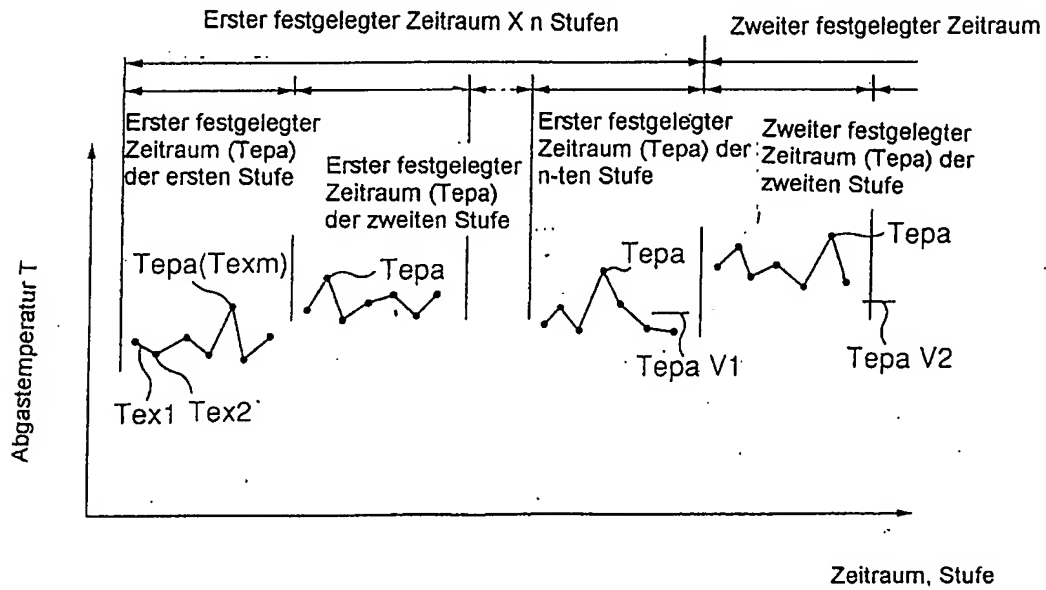 Erster festgelegter Zeitraum X n Stufen
Zweiter festgelegter Zeitraum
Erster festgelegter
Zeitraum (Tepa)
der ersten Stufe
Erster festgelegter
Zeitraum (Tepa)
der zweiten Stufe
Erster festgelegter
Zeitraum (Tepa) der
n-ten Stufe
Zweiter festgelegter
Zeitraum (Tepa) der
zweiten Stufe
Tepa(Texm)
Tepa
Tepa
Tepa
Tex1
Tex2
Tepa V1
Tepa V2
Abgastemperatur T
Zeitraum, Stufe